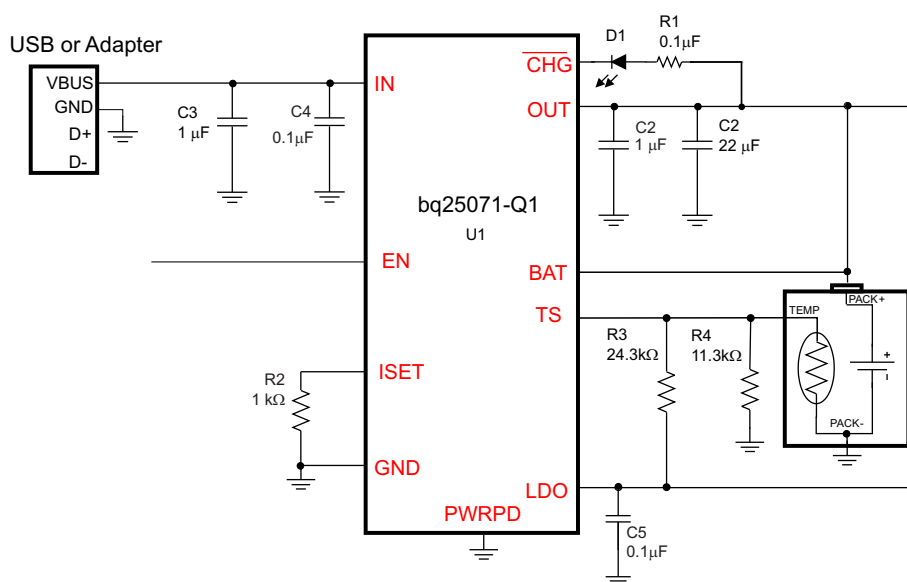 USB or Adapter
VBUS
GND
D+
D-
C3
1 μF
C4
0.1μF
IN
EN
R2
1 kΩ
ISET
GND
PWRPD
bq25071-Q1
U1
CHG
OUT
BAT
TS
LDO
D1
R1
0.1μF
C2
1 μF
C2
22 μF
R3
24.3kΩ
R4
11.3kΩ
C5
0.1μF
TEMP
PACK+
+
-
PACK-